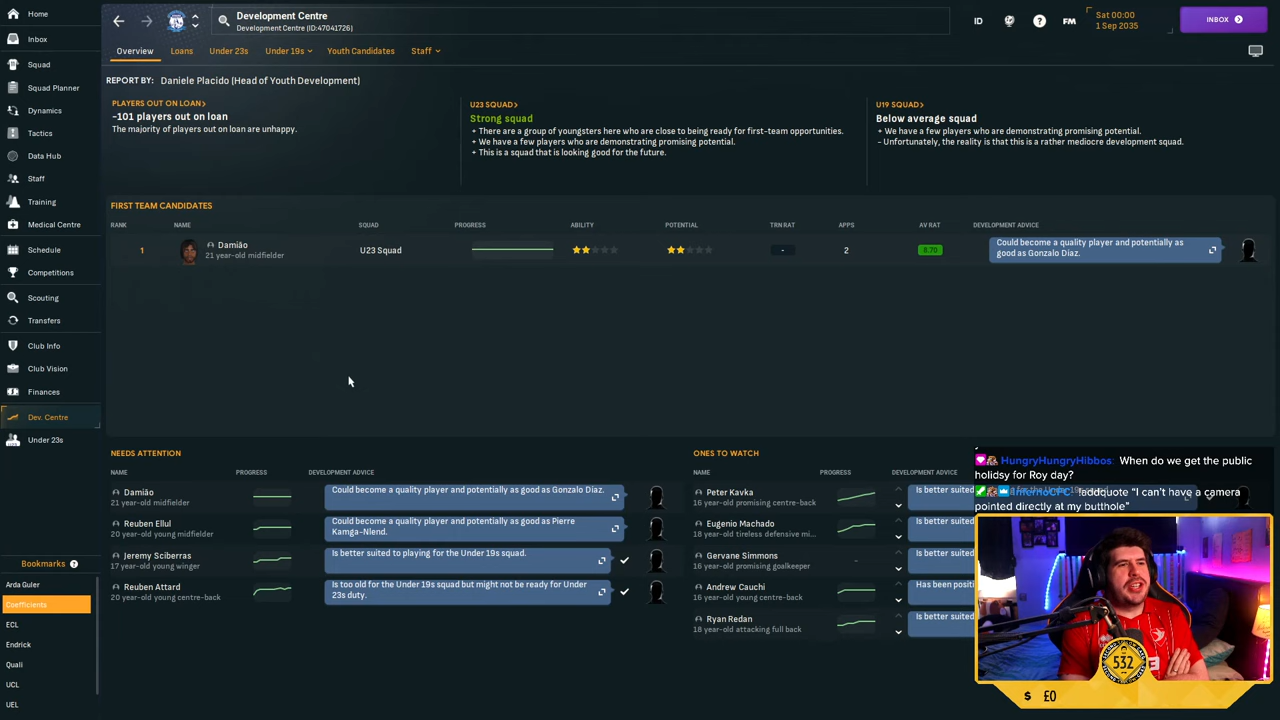 Home
Inbox
Squad
Squad Planner
Dynamics
Tactics
Data Hub
Staff
Training
Medical Centre
Schedule
Competitions
Scouting
Transfers
Club Info
Club Vision
Finances
Dev. Centre
Under 23s
Bookmarks ?
Arda Guler
Coefficients
ECL
Endrick
Quali
UCL
UEL
Development Centre
Development Centre (ID:47041726)
ID
?
FM
Sat 00:00
1 Sep 2035
INBOX
Overview
Loans
Under 23s
Under 19s
Youth Candidates
Staff
REPORT BY: Daniele Placido (Head of Youth Development)
PLAYERS OUT ON LOAN>
-101 players out on loan
The majority of players out on loan are unhappy.
U23 SQUAD>
Strong squad
+ There are a group of youngsters here who are close to being ready for first-team opportunities.
+ We have a few players who are demonstrating promising potential.
+ This is a squad that is looking good for the future.
U19 SQUAD>
Below average squad
+ We have a few players who are demonstrating promising potential.
- Unfortunately, the reality is that this is a rather mediocre development squad.
FIRST TEAM CANDIDATES
RANK NAME SQUAD PROGRESS ABILITY POTENTIAL TRN RAT APPS AV RAT DEVELOPMENT ADVICE
1 Damião U23 Squad - 2 8.70
21 year-old midfielder
Could become a quality player and potentially as
good as Gonzalo Díaz.
NEEDS ATTENTION
NAME PROGRESS DEVELOPMENT ADVICE
Damião
21 year-old midfielder
Could become a quality player and potentially as good as Gonzalo Díaz.
Reuben Ellul
20 year-old young midfielder
Could become a quality player and potentially as good as Pierre
Kamga-Nlend.
Jeremy Sciberras
17 year-old young winger
Is better suited to playing for the Under 19s squad.
Reuben Attard
20 year-old young centre-back
Is too old for the Under 19s squad but might not be ready for Under
23s duty.
ONES TO WATCH
NAME PROGRESS DEVELOPMENT ADVICE
Peter Kavka
16 year-old promising centre-back
Is better suited
Eugenio Machado
18 year-old tireless defensive mi...
Is better suited
Gervane Simmons
16 year-old promising goalkeeper
-
Is better suited
Andrew Cauchi
16 year-old young centre-back
Has been positi
Ryan Redan
18 year-old attacking full back
Is better suited
HungryHungryHibbos: When do we get the public
holidsy for Roy day?
!addquote "I can't have a camera
pointed directly at my butthole"
532
$ £0